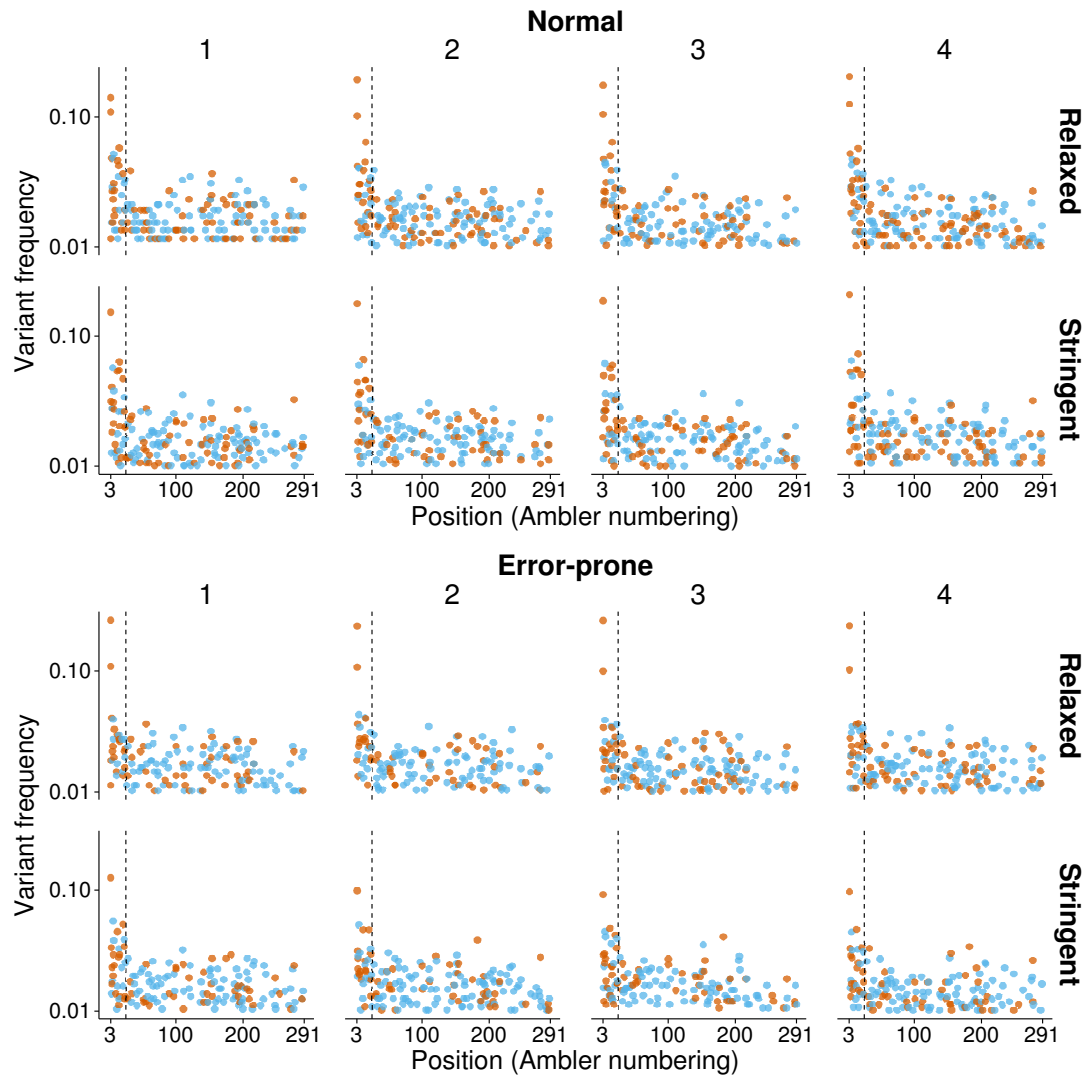 Normal
1 2 3 4
0.10
0.01
Relaxed
Variant frequency
0.10
0.01
Stringent
3 100 200 291 3 100 200 291 3 100 200 291 3 100 200 291
Position (Ambler numbering)
Error-prone
1 2 3 4
0.10
0.01
Relaxed
Variant frequency
0.10
0.01
Stringent
3 100 200 291 3 100 200 291 3 100 200 291 3 100 200 291
Position (Ambler numbering)